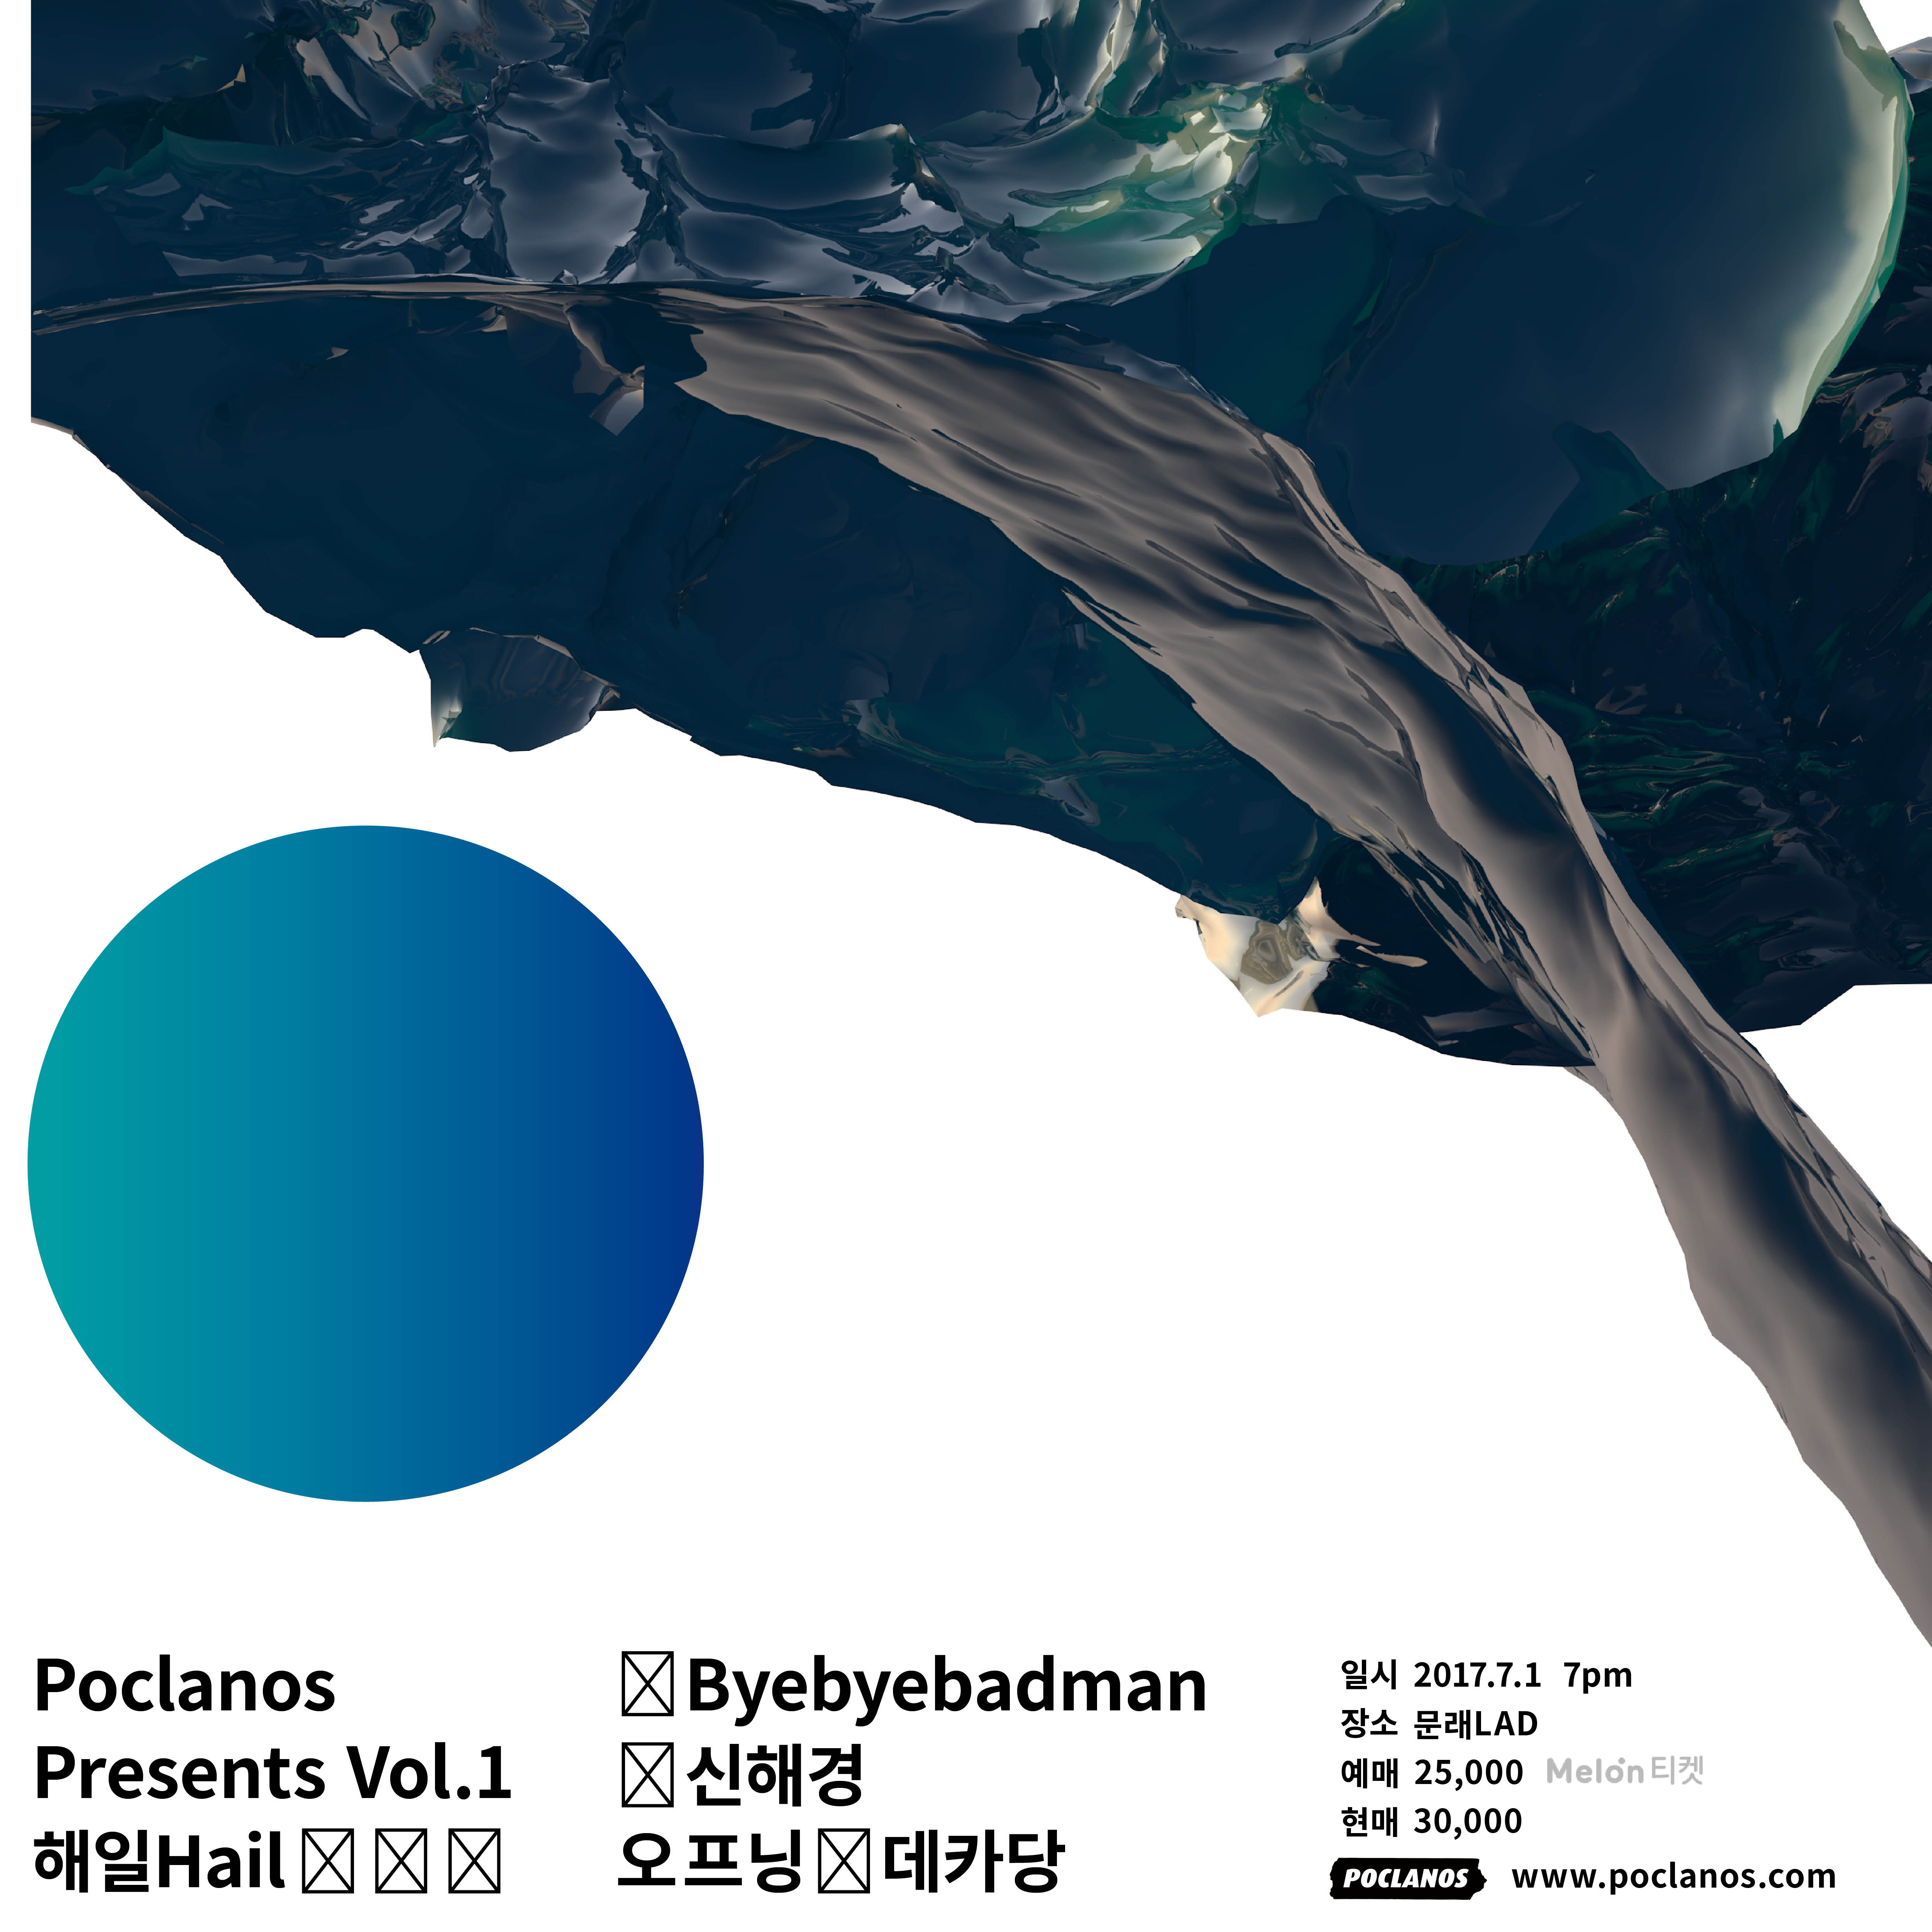 Poclanos
Presents Vol.1
해일Hail☒☒☒
☒Byebyebadman
☒신해경
오프닝☒데카당
일시 2017.7.1 7pm
장소 문래LAD
예매 25,000 Melon티켓
현매 30,000
POCLANOS www.poclanos.com